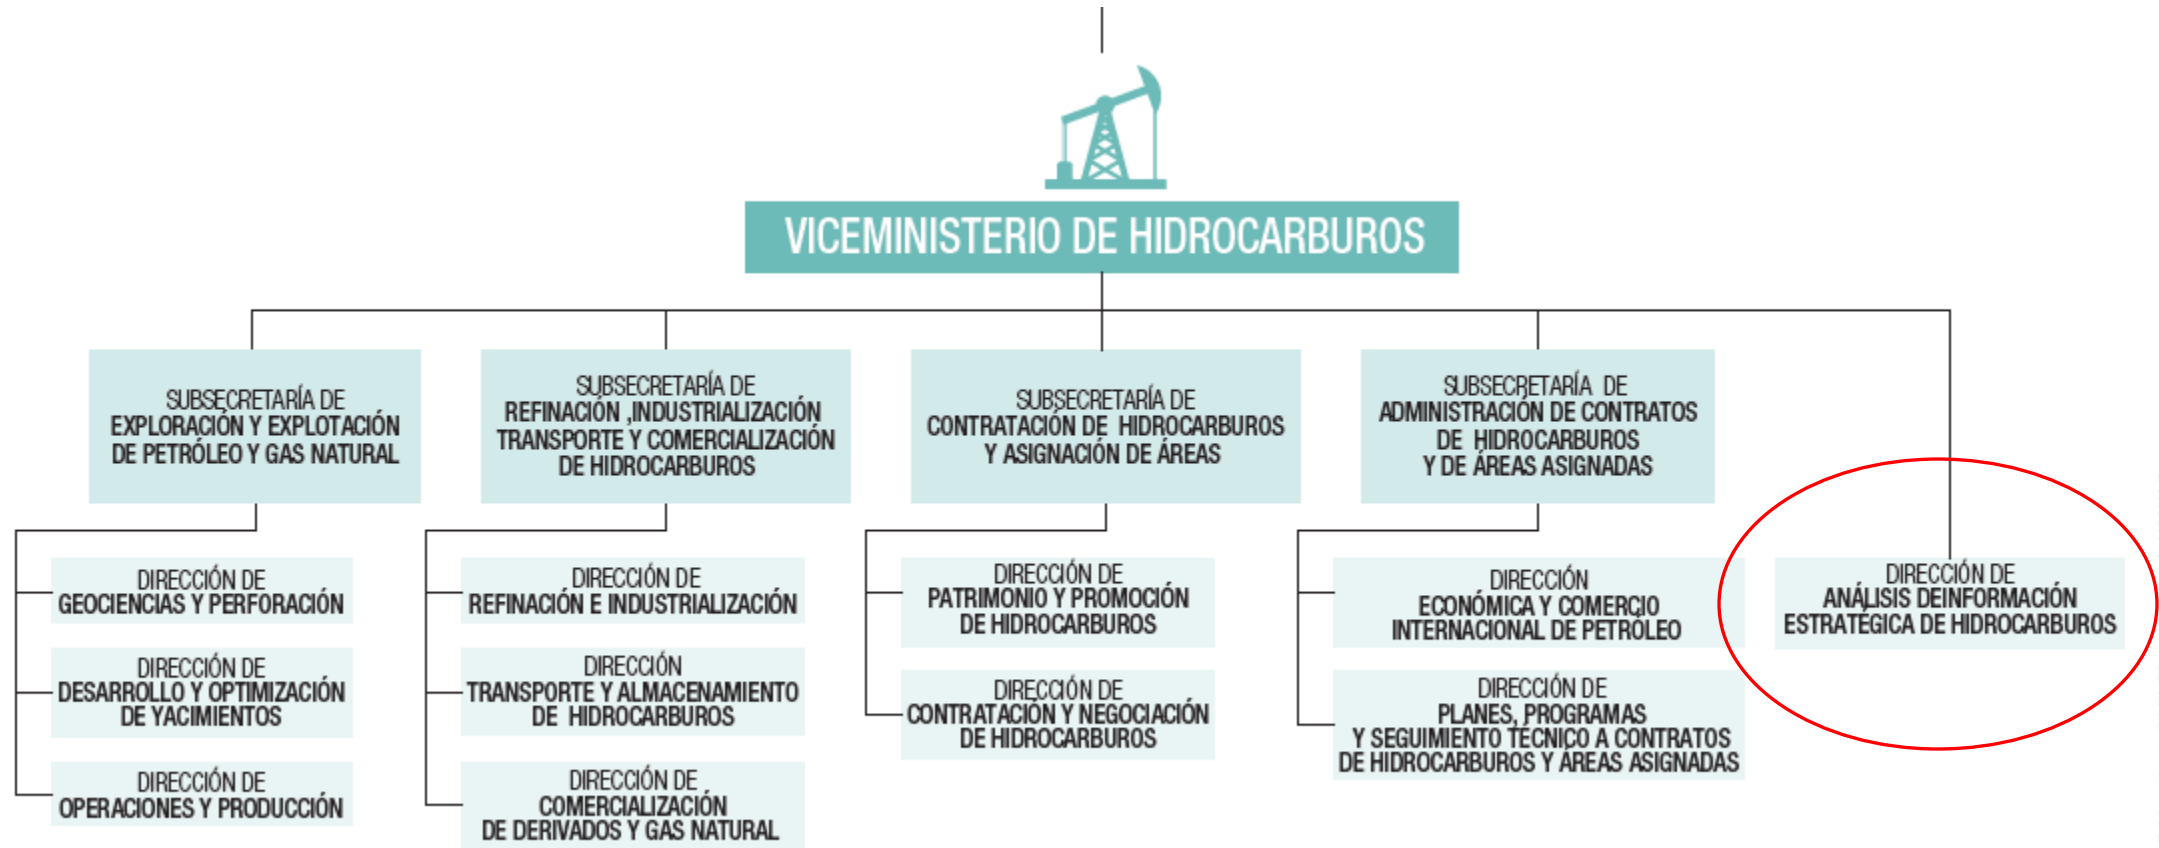 VICEMINISTERIO DE HIDROCARBUROS
SUBSECRETARÍA DE
EXPLORACIÓN Y EXPLOTACIÓN
DE PETRÓLEO Y GAS NATURAL
DIRECCIÓN DE
GEOCIENCIAS Y PERFORACIÓN
DIRECCIÓN DE
DESARROLLO Y OPTIMIZACIÓN
DE YACIMIENTOS
DIRECCIÓN DE
OPERACIONES Y PRODUCCIÓN
SUBSECRETARÍA DE
REFINACIÓN ,INDUSTRIALIZACIÓN
TRANSPORTE Y COMERCIALIZACIÓN
DE HIDROCARBUROS
DIRECCIÓN DE
REFINACIÓN E INDUSTRIALIZACIÓN
DIRECCIÓN
TRANSPORTE Y ALMACENAMIENTO
DE HIDROCARBUROS
DIRECCIÓN DE
COMERCIALIZACIÓN
DE DERIVADOS Y GAS NATURAL
SUBSECRETARÍA DE
CONTRATACIÓN DE HIDROCARBUROS
Y ASIGNACIÓN DE ÁREAS
DIRECCIÓN DE
PATRIMONIO Y PROMOCIÓN
DE HIDROCARBUROS
DIRECCIÓN DE
CONTRATACIÓN Y NEGOCIACIÓN
DE HIDROCARBUROS
SUBSECRETARÍA DE
ADMINISTRACIÓN DE CONTRATOS
DE HIDROCARBUROS
Y DE ÁREAS ASIGNADAS
DIRECCIÓN
ECONÓMICA Y COMERCIO
INTERNACIONAL DE PETRÓLEO
DIRECCIÓN DE
PLANES, PROGRAMAS
Y SEGUIMIENTO TÉCNICO A CONTRATOS
DE HIDROCARBUROS Y ÁREAS ASIGNADAS
DIRECCIÓN DE
ANÁLISIS DEINFORMACIÓN
ESTRATÉGICA DE HIDROCARBUROS